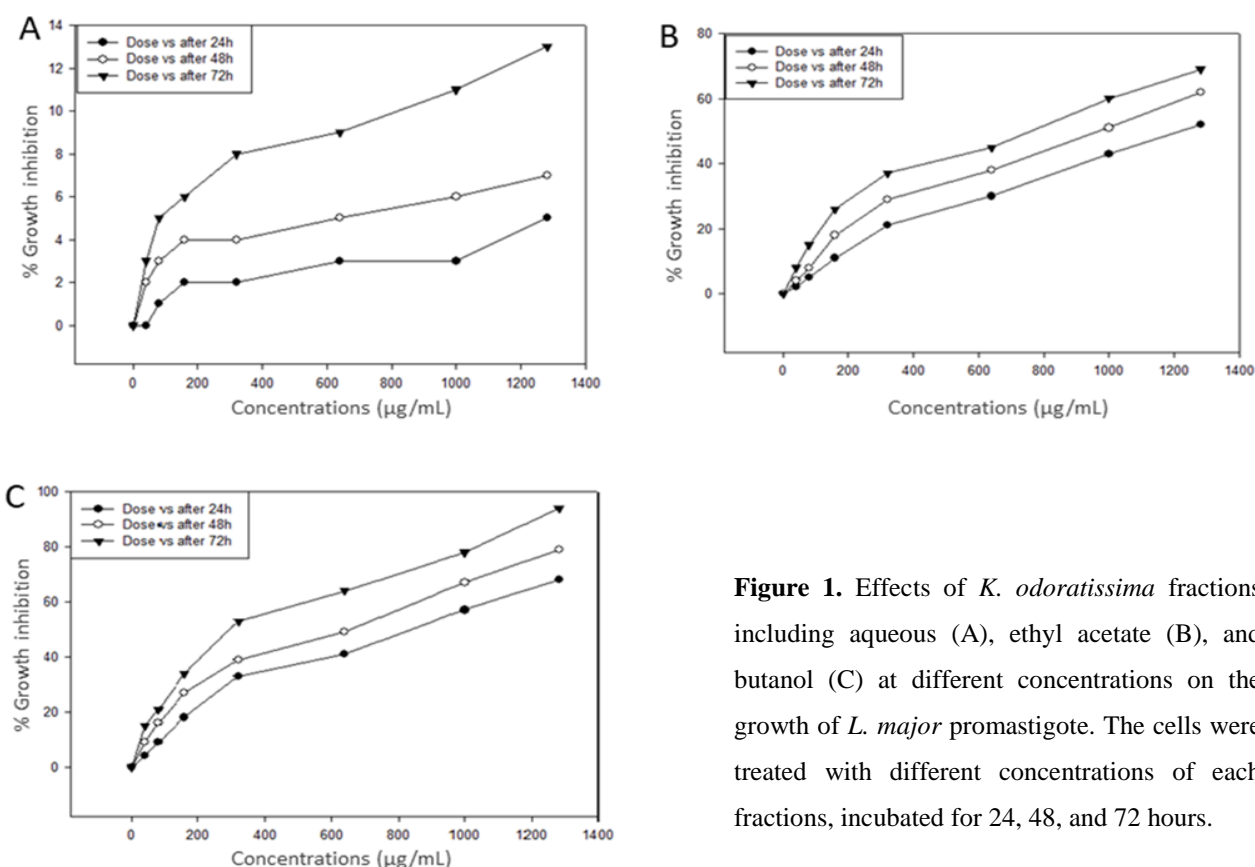 A
14
12
10
8
6
4
2
0
% Growth inhibition
Dose vs after 24h
Dose vs after 48h
Dose vs after 72h
0 200 400 600 800 1000 1200 1400
Concentrations (µg/mL)
B
80
60
40
20
0
% Growth inhibition
Dose vs after 24h
Dose vs after 48h
Dose vs after 72h
0 200 400 600 800 1000 1200 1400
Concentrations (µg/mL)
C
100
80
60
40
20
0
% Growth inhibition
Dose vs after 24h
Dose vs after 48h
Dose vs after 72h
0 200 400 600 800 1000 1200 1400
Concentrations (µg/mL)
Figure 1. Effects of K. odoratissima fractions
including aqueous (A), ethyl acetate (B), and
butanol (C) at different concentrations on the
growth of L. major promastigote. The cells were
treated with different concentrations of each
fractions, incubated for 24, 48, and 72 hours.